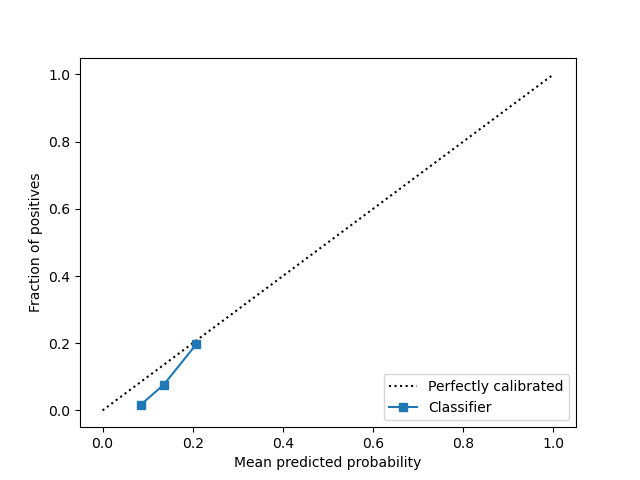 1.0
0.8
0.6
0.4
0.2
0.0
Fraction of positives
0.0 0.2 0.4 0.6 0.8 1.0
Mean predicted probability
Perfectly calibrated
Classifier